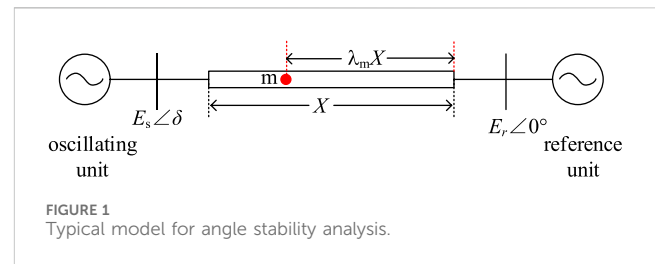 λmX
m
X
Es∠δ
Er∠0°
oscillating
unit
reference
unit
FIGURE 1
Typical model for angle stability analysis.